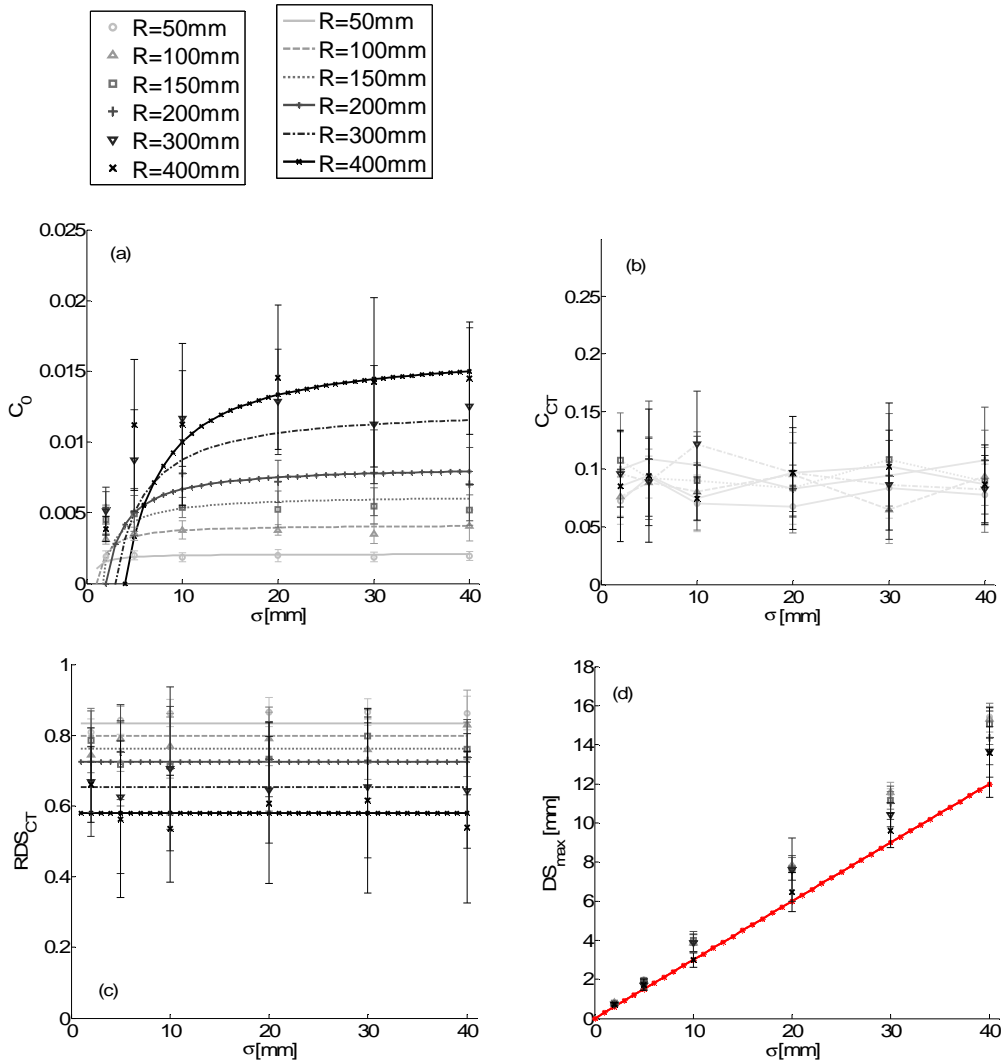 R=50mm
R=100mm
R=150mm
R=200mm
R=300mm
R=400mm
R=50mm
R=100mm
R=150mm
R=200mm
R=300mm
R=400mm
(a)
0.025
0.02
0.015
0.01
0.005
0
C0
0 10 20 30 40
σ[mm]
(b)
0.25
0.2
0.15
0.1
0.05
0
CCT
0 10 20 30 40
σ[mm]
(c)
1
0.8
0.6
0.4
0.2
0
RDSCT
0 10 20 30 40
σ[mm]
(d)
18
16
14
12
10
8
6
4
2
0
DSmax [mm]
0 10 20 30 40
σ[mm]